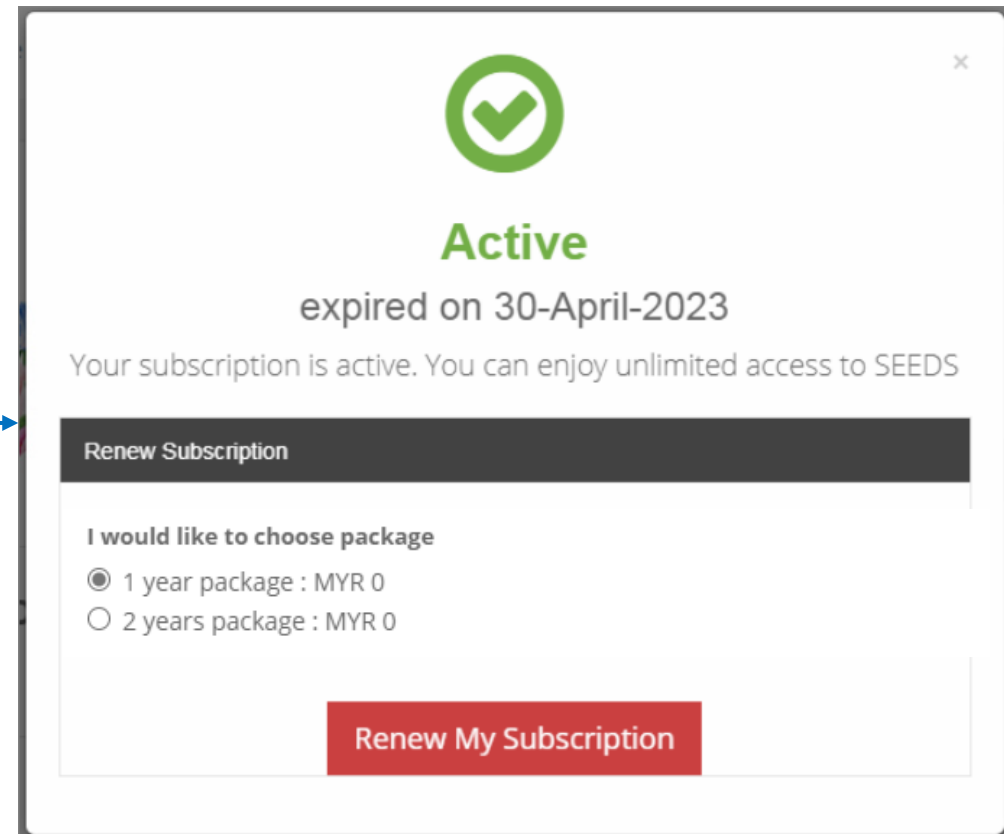 ×
Active
expired on 30-April-2023
Your subscription is active. You can enjoy unlimited access to SEEDS
Renew Subscription
I would like to choose package
1 year package : MYR 0
2 years package : MYR 0
Renew My Subscription